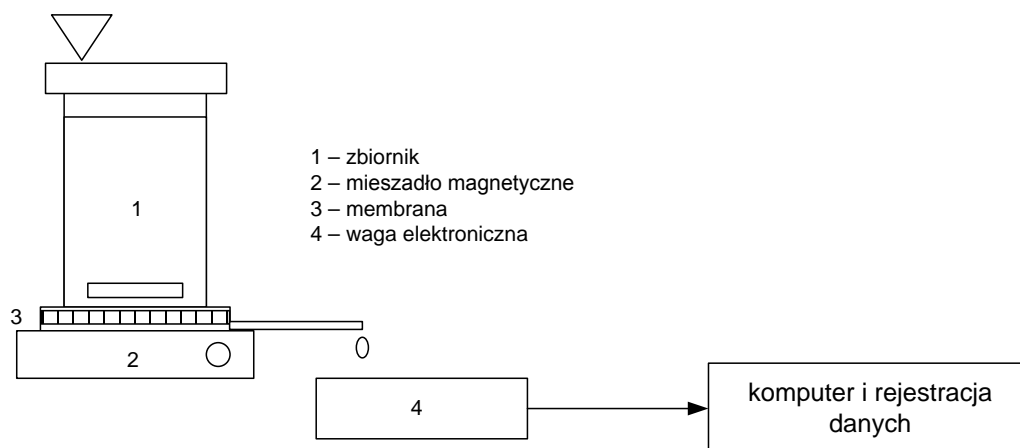 1 – zbiornik
2 – mieszadło magnetyczne
3 – membrana
4 – waga elektroniczna
1
3
2
4
komputer i rejestracja
danych